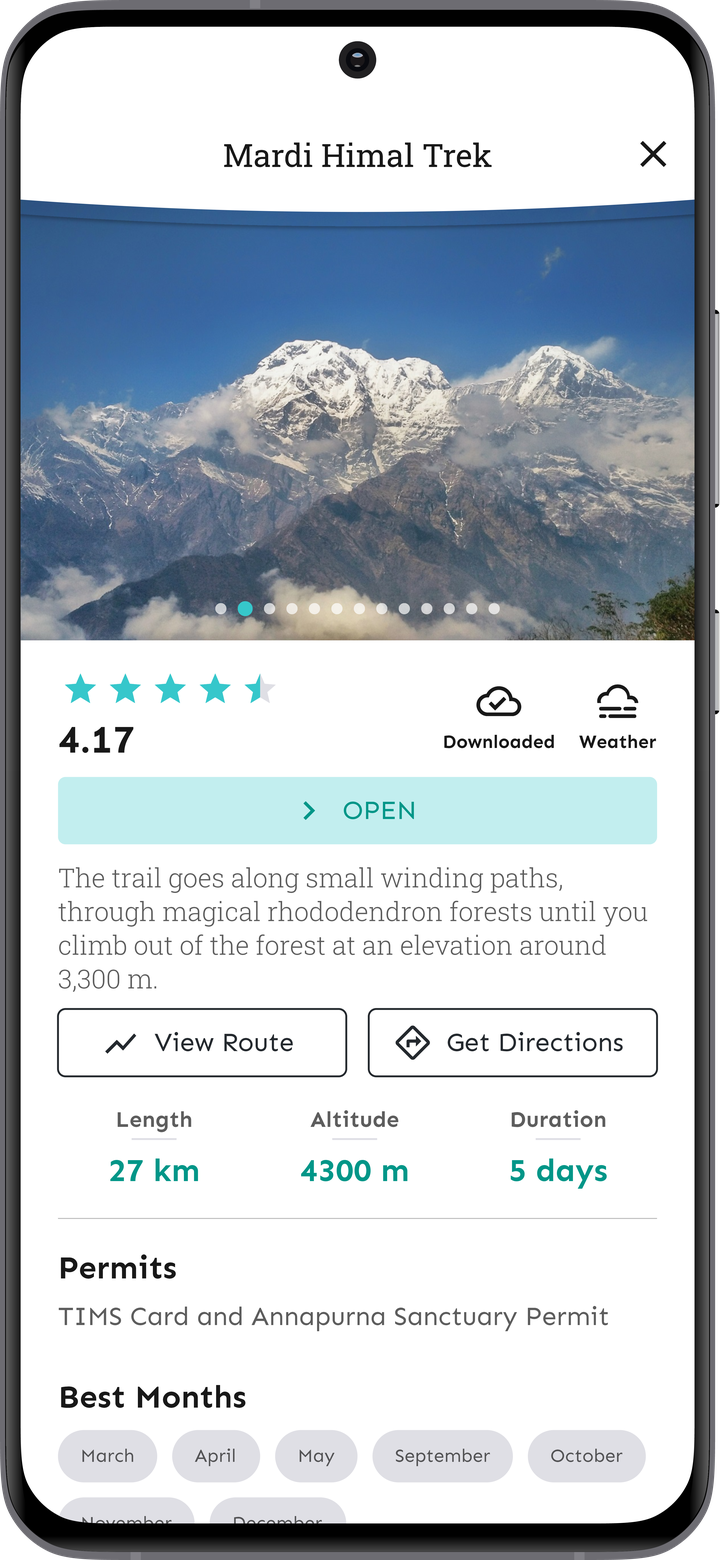 Mardi Himal Trek
4.17
Downloaded
Weather
OPEN
The trail goes along small winding paths,
through magical rhododendron forests until you
climb out of the forest at an elevation around
3,300 m.
View Route
Get Directions
Length
Altitude
Duration
27 km
4300 m
5 days
Permits
TIMS Card and Annapurna Sanctuary Permit
Best Months
March
April
May
September
October
November
December